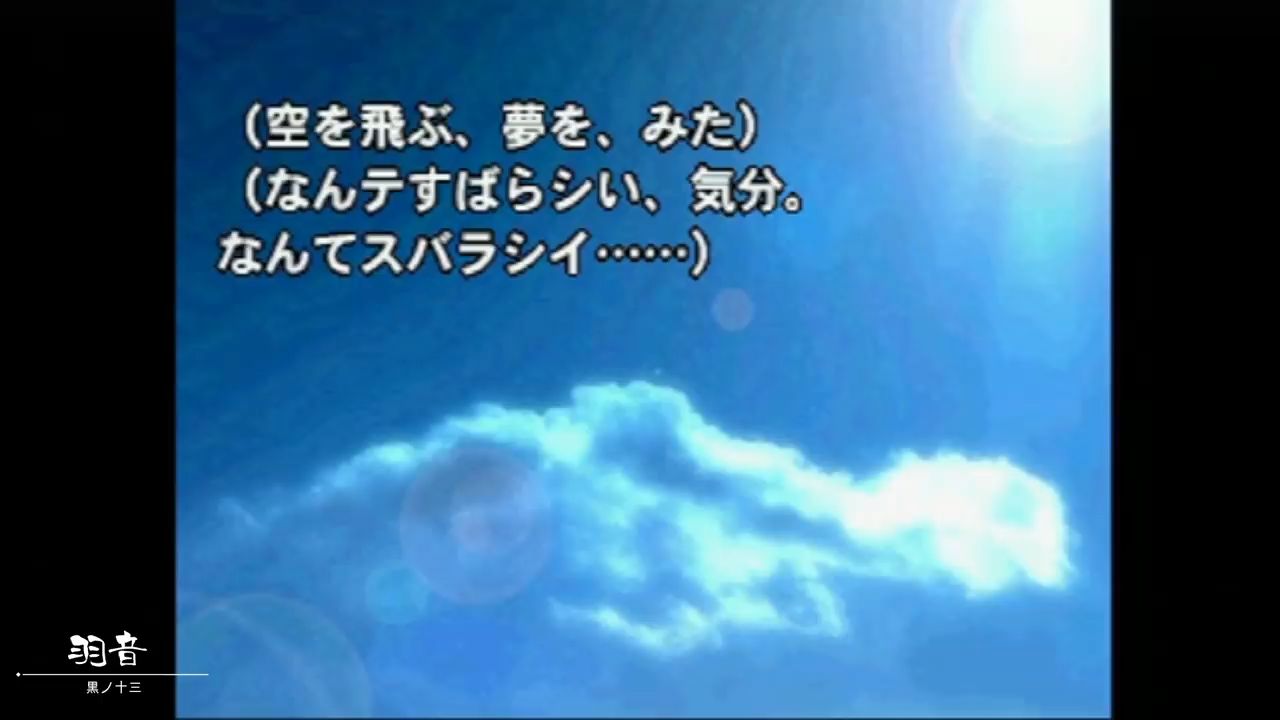 (空を飛ぶ、夢を、みた)
(なんテすばらシい、気分。
なんてスバラシイ……)
羽音
黒ノ十三